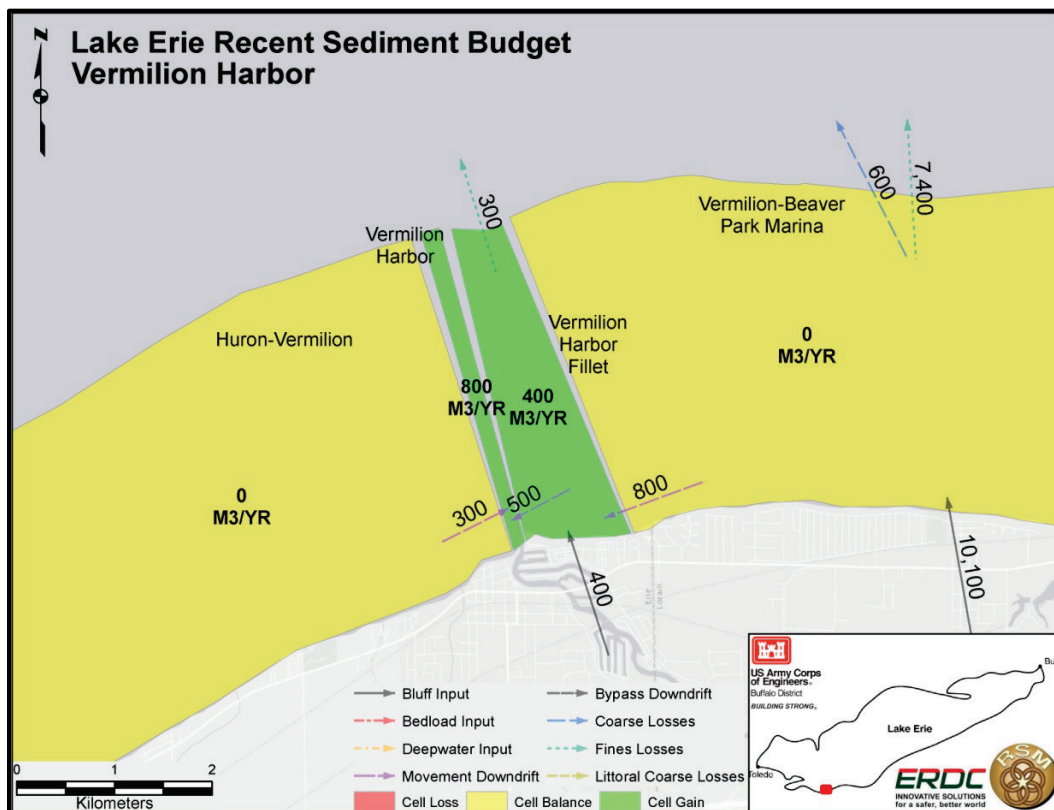 N
Lake Erie Recent Sediment Budget
Vermilion Harbor
300
600
7,400
Vermilion
Harbor
Vermilion-Beaver
Park Marina
Huron-Vermilion
Vermilion
Harbor
Fillet
0
M3/YR
800
M3/YR
400
M3/YR
0
M3/YR
300
500
800
400
10,100
Erie
Lorain
Bluff Input
Bedload Input
Deepwater Input
Movement Downdrift
Cell Loss
Bypass Downdrift
Coarse Losses
Fines Losses
Littoral Coarse Losses
Cell Balance
Cell Gain
0
1
2
Kilometers
US Army Corps
of Engineers®
Buffalo District
BUILDING STRONG®
Bu
Lake Erie
Toledo
ERDC
INNOVATIVE SOLUTIONS
for a safer, better world
RSM